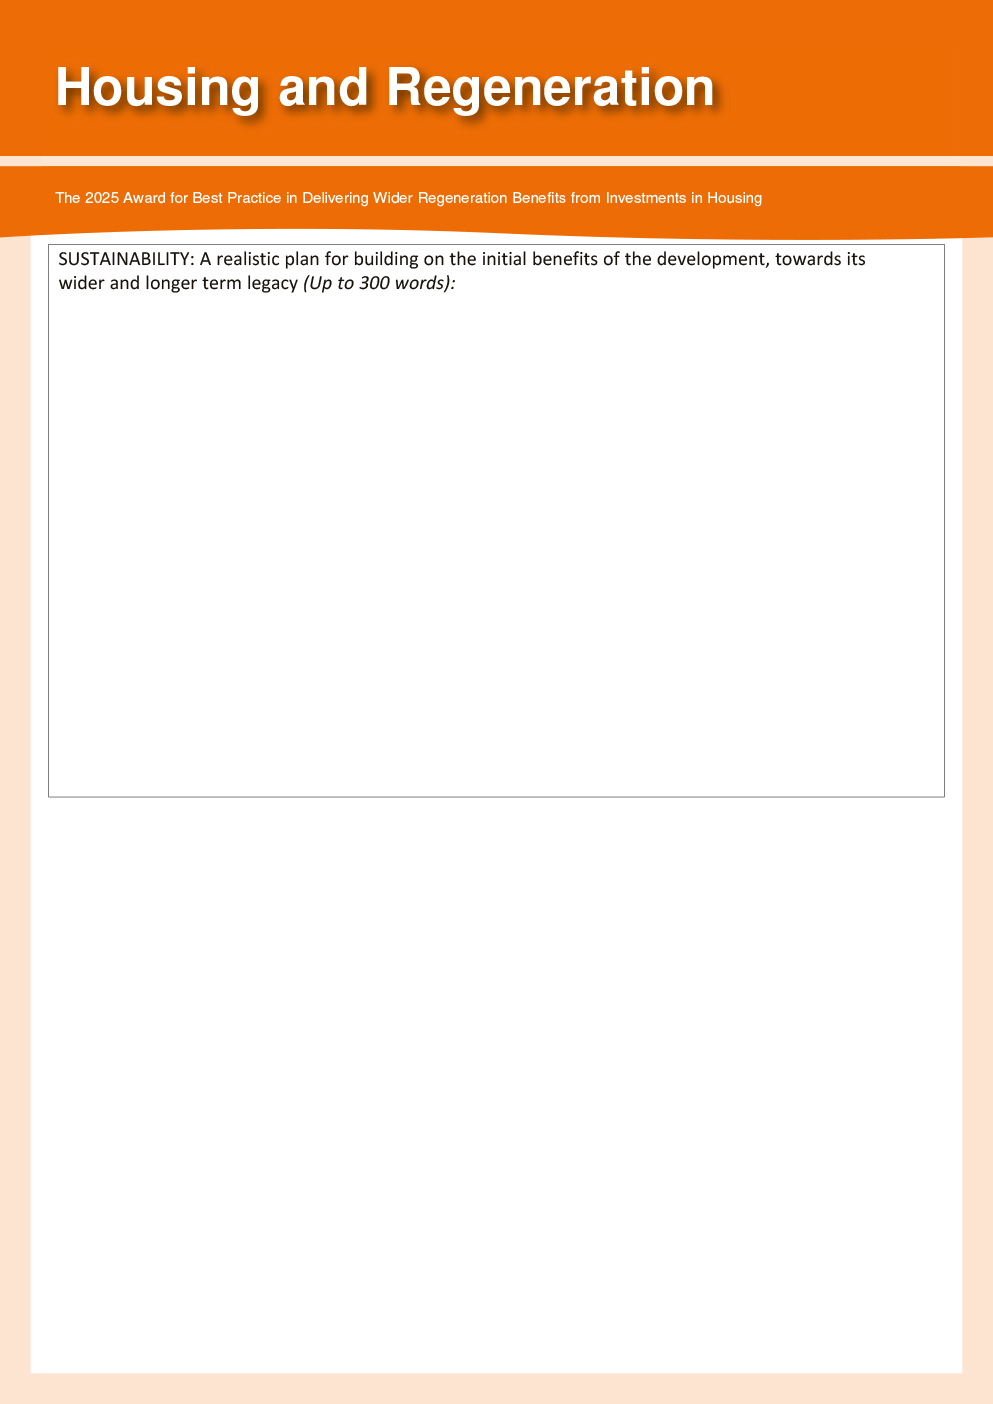 Housing and Regeneration
The 2025 Award for Best Practice in Delivering Wider Regeneration Benefits from Investments in Housing
SUSTAINABILITY: A realistic plan for building on the initial benefits of the development, towards its
wider and longer term legacy (Up to 300 words):